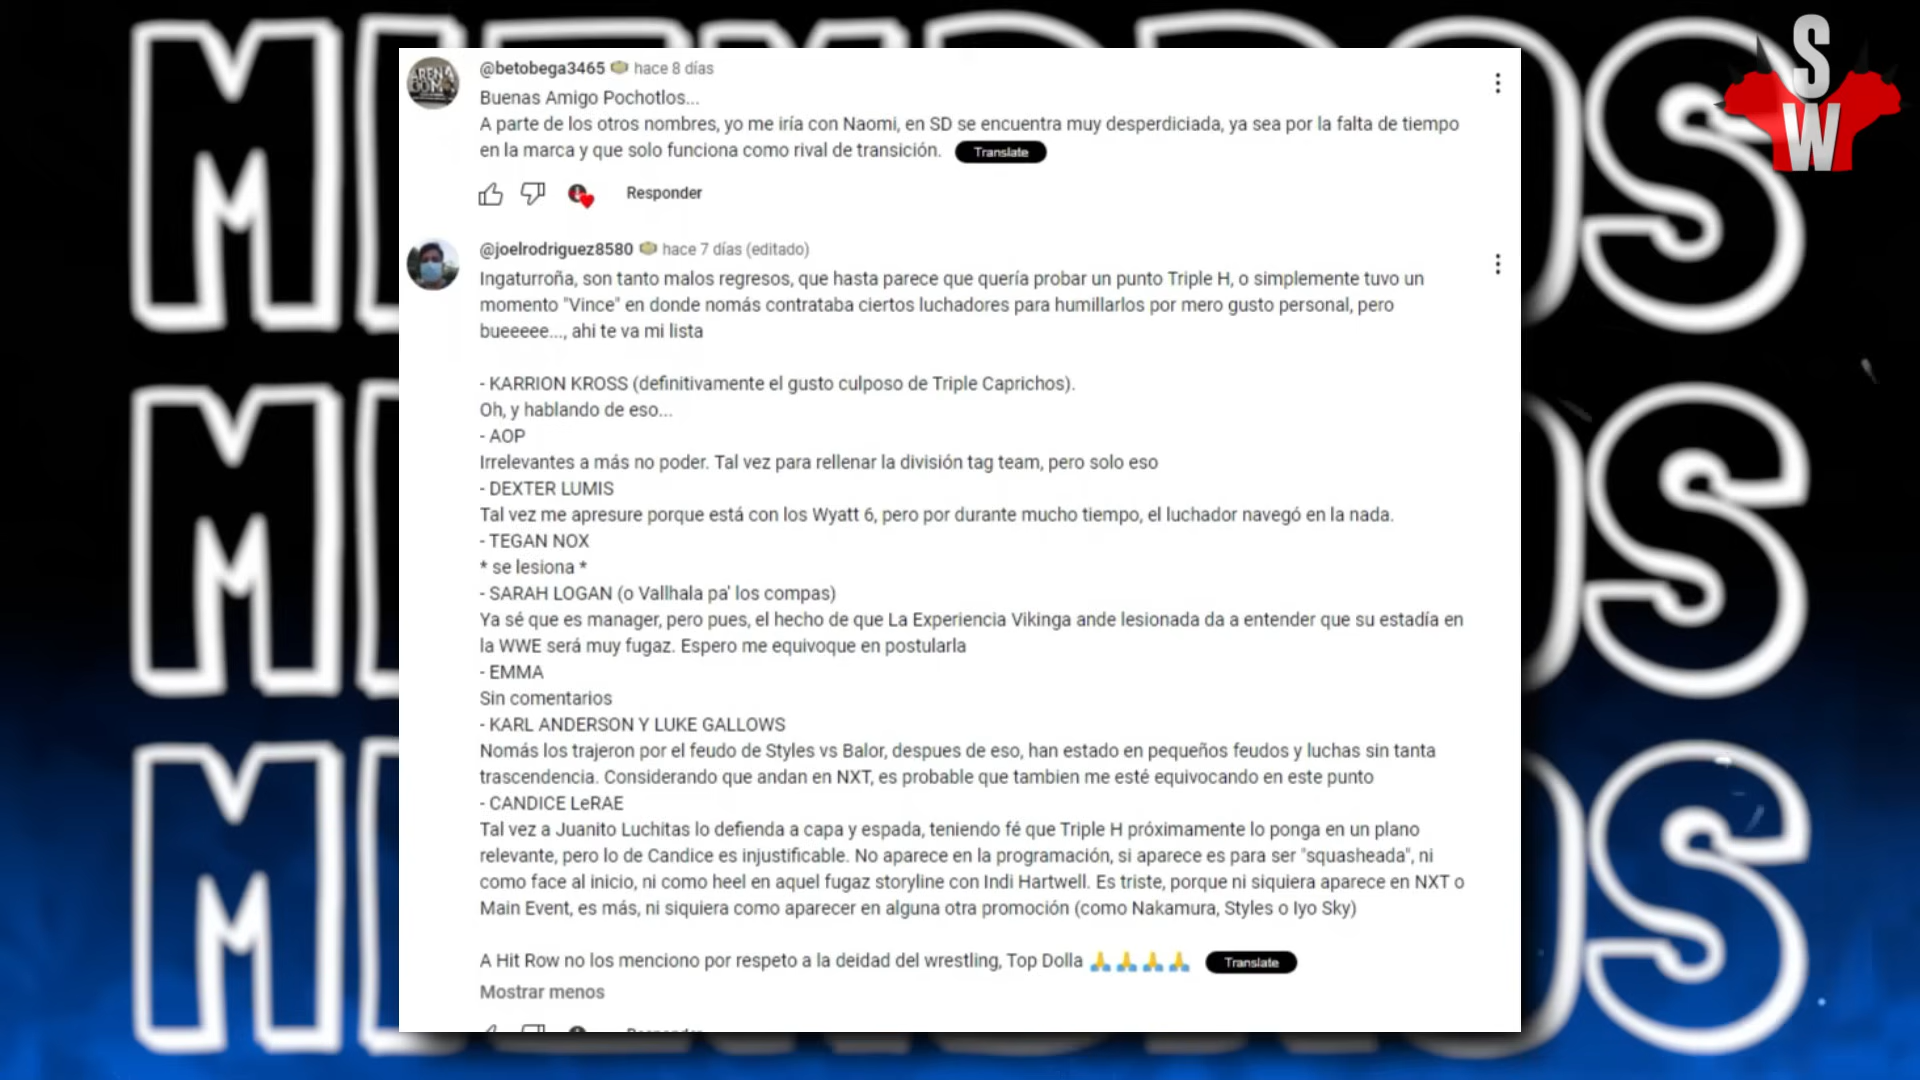 MIEMBROS
S
W
@betobega3465 hace 8 días
Buenas Amigo Pochotlos...
A parte de los otros nombres, yo me iría con Naomi, en SD se encuentra muy desperdiciada, ya sea por la falta de tiempo
en la marca y que solo funciona como rival de transición. Translate
Responder
@joelrodriguez8580 hace 7 días (editado)
Ingaturroña, son tanto malos regresos, que hasta parece que quería probar un punto Triple H, o simplemente tuvo un
momento "Vince" en donde nomás contrataba ciertos luchadores para humillarlos por mero gusto personal, pero
bueeeee..., ahi te va mi lista
- KARRION KROSS (definitivamente el gusto culposo de Triple Caprichos).
Oh, y hablando de eso...
- AOP
Irrelevantes a más no poder. Tal vez para rellenar la división tag team, pero solo eso
- DEXTER LUMIS
Tal vez me apresure porque está con los Wyatt 6, pero por durante mucho tiempo, el luchador navegó en la nada.
- TEGAN NOX
* se lesiona *
- SARAH LOGAN (o Vallhala pa' los compas)
Ya sé que es manager, pero pues, el hecho de que La Experiencia Vikinga ande lesionada da a entender que su estadía en
la WWE será muy fugaz. Espero me equivoque en postularla
- EMMA
Sin comentarios
- KARL ANDERSON Y LUKE GALLOWS
Nomás los trajeron por el feudo de Styles vs Balor, despues de eso, han estado en pequeños feudos y luchas sin tanta
trascendencia. Considerando que andan en NXT, es probable que tambien me esté equivocando en este punto
- CANDICE LeRAE
Tal vez a Juanito Luchitas lo defienda a capa y espada, teniendo fé que Triple H próximamente lo ponga en un plano
relevante, pero lo de Candice es injustificable. No aparece en la programación, si aparece es para ser "squasheada", ni
como face al inicio, ni como heel en aquel fugaz storyline con Indi Hartwell. Es triste, porque ni siquiera aparece en NXT o
Main Event, es más, ni siquiera como aparecer en alguna otra promoción (como Nakamura, Styles o Iyo Sky)
A Hit Row no los menciono por respeto a la deidad del wrestling, Top Dolla 🙏🙏🙏🙏 Translate
Mostrar menos
Responder